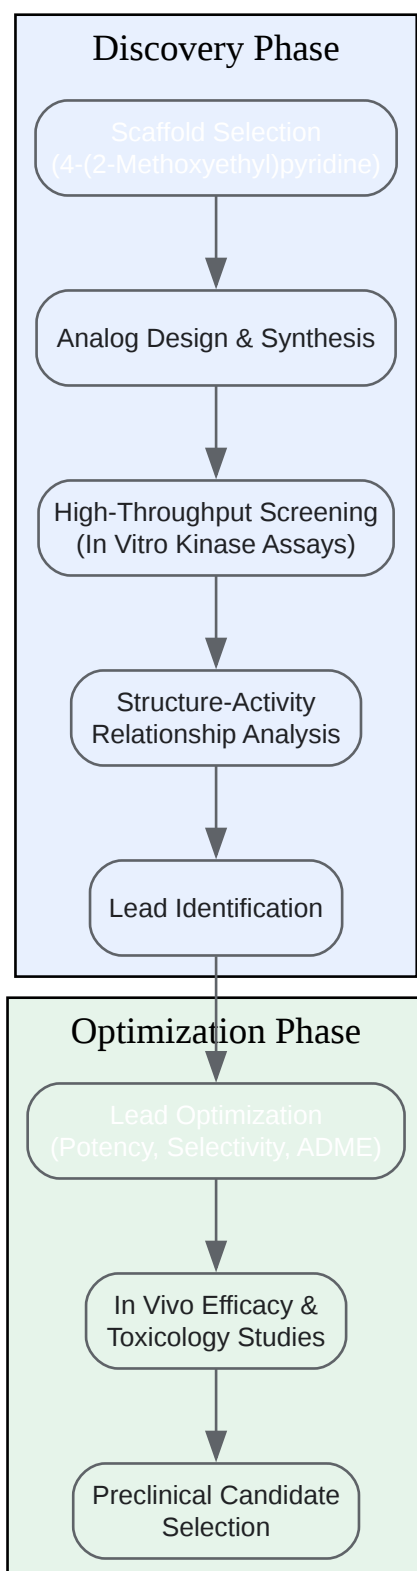 Discovery Phase
Scaffold Selection
(4-(2-Methoxyethyl)pyridine)
Analog Design & Synthesis
High-Throughput Screening
(In Vitro Kinase Assays)
Structure-Activity
Relationship Analysis
Lead Identification
Optimization Phase
Lead Optimization
(Potency, Selectivity, ADME)
In Vivo Efficacy &
Toxicology Studies
Preclinical Candidate
Selection